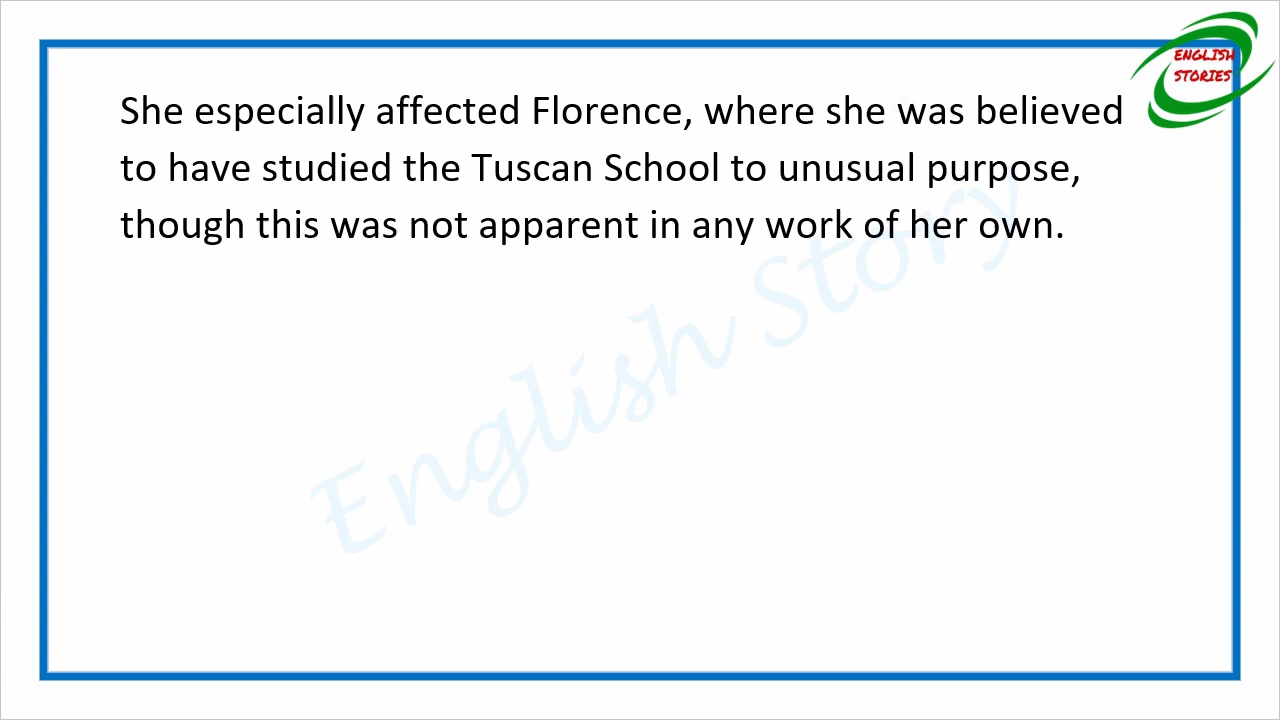 ENGLISH
STORIES
She especially affected Florence, where she was believed
to have studied the Tuscan School to unusual purpose,
though this was not apparent in any work of her own.
English Story